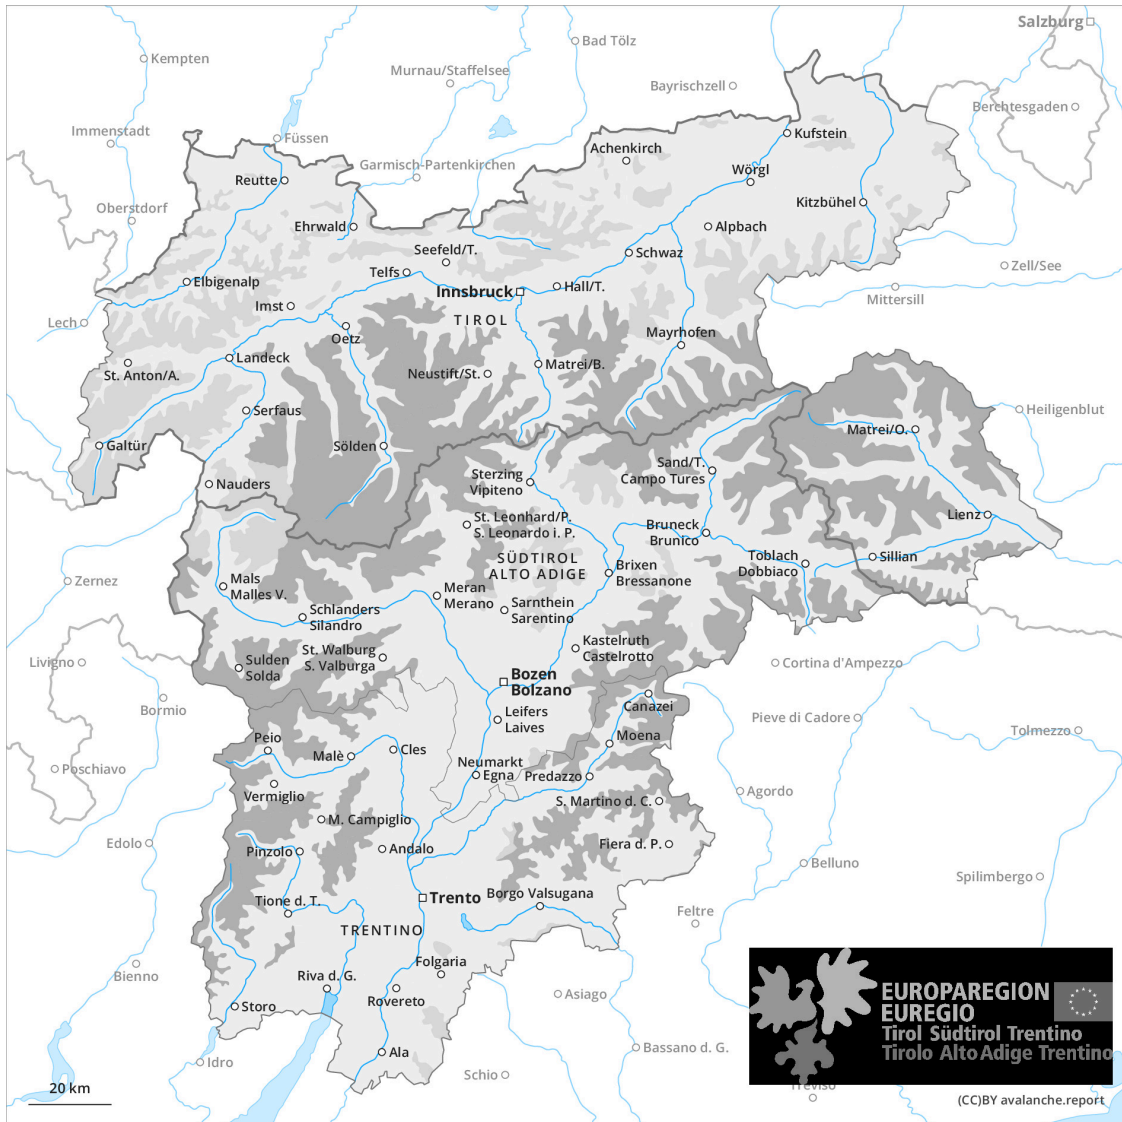 Salzburg
Bad Tölz
Kempten
Murnau/Staffelsee
Bayrischzell
Berchtesgaden
Immenstadt
Füssen
Kufstein
Achenkirch
Garmisch-Partenkirchen
Wörgl
Reutte
Kitzbühel
Oberstdorf
Ehrwald
Alpbach
Seefeld/T.
Schwaz
Zell/See
Telfs
Elbigenalp
Hall/T.
Innsbruck
Mittersill
Imst
TIROL
Lech
Oetz
Mayrhofen
Landeck
Matrei/B.
St. Anton/A.
Neustift/St.
Serfaus
Heiligenblut
Matrei/O.
Galtür
Sölden
Sand/T.
Campo Tures
Sterzing
Vipiteno
Nauders
St. Leonhard/P.
S. Leonardo i. P.
Lienz
Bruneck
Brunico
SÜDTIROL
ALTO ADIGE
Toblach
Dobbiaco
Sillian
Brixen
Bressanone
Zernez
Mals
Malles V.
Meran
Merano
Sarnthein
Sarentino
Schlanders
Silandro
Kastelruth
Castelrotto
St. Walburg
S. Valburga
Livigno
Sulden
Solda
Cortina d'Ampezzo
Bozen
Bolzano
Bormio
Canazei
Leifers
Laives
Pieve di Cadore
Tolmezzo
Peio
Moena
Malè
Cles
Neumarkt
Egna
Poschiavo
Predazzo
Vermiglio
Agordo
S. Martino d. C.
M. Campiglio
Edolo
Pinzolo
Andalo
Fiera d. P.
Belluno
Spilimbergo
Borgo Valsugana
Trento
Tione d. T.
Feltre
TRENTINO
Folgaria
Bienno
Riva d. G.
Rovereto
Asiago
Storo
EUROPAREGION
EUREGIO
Tirol Südtirol Trentino
Tirolo Alto Adige Trentino
Ala
Bassano d. G.
Idro
Schio
Treviso
20 km
(CC)BY avalanche.report